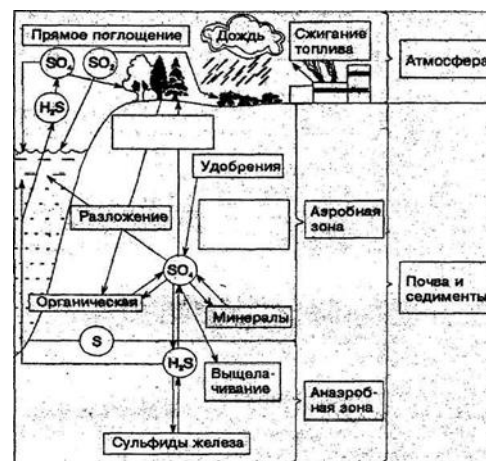 Прямое поглощение
Дождь
Сжигание
топлива
Атмосфера
SO₄
SO₂
H₂S
Удобрения
Разложение
Аэробная
зона
SO₄
Органическая
Минералы
Почва и
седименты
S
H₂S
Выщела-
чивание
Анаэроб-
ная зона
Сульфиды железа